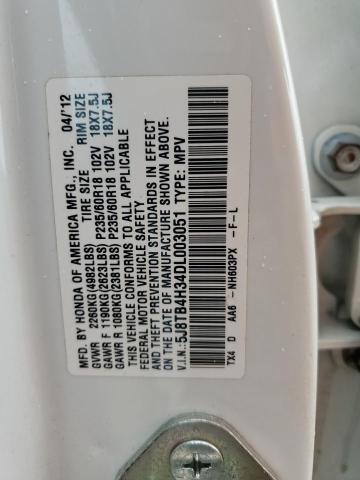 MFD. BY HONDA OF AMERICA MFG., INC. 04/12
TIRE SIZE RIM SIZE
GVWR 2260KG(4982LBS)
GAWR F 1190KG(2623LBS) P235/60R18 102V 18X7.5J
GAWR R 1080KG(2381LBS) P235/60R18 102V 18X7.5J
THIS VEHICLE CONFORMS TO ALL APPLICABLE
FEDERAL MOTOR VEHICLE SAFETY
AND THEFT PREVENTION STANDARDS IN EFFECT
ON THE DATE OF MANUFACTURE SHOWN ABOVE
V.I.N.: 5J8TB4H34DL003051 TYPE: MPV
TX4 D AA6 -NH603PX -F-L